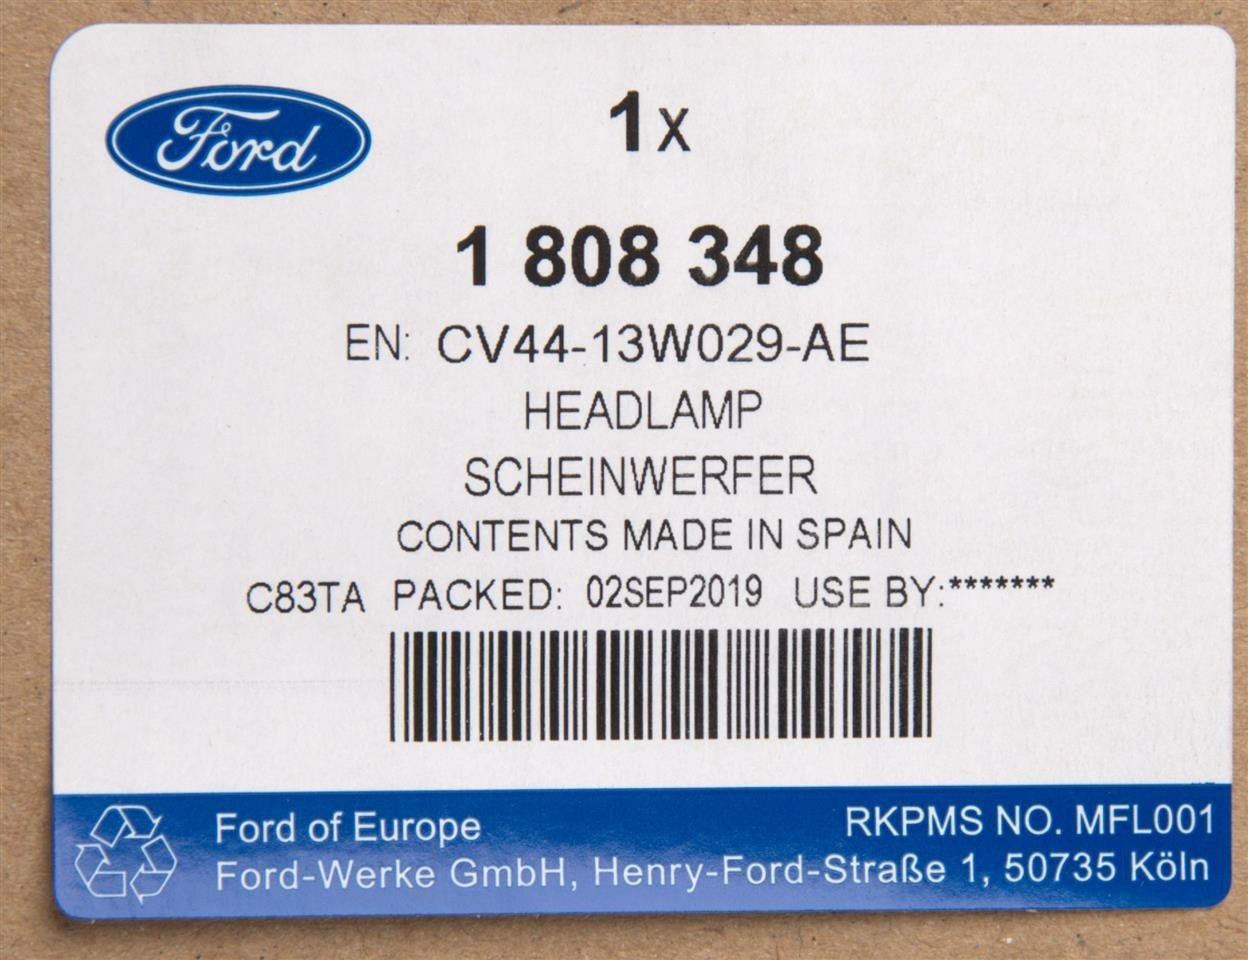 Ford
1x
1 808 348
EN: CV44-13W029-AE
HEADLAMP
SCHEINWERFER
CONTENTS MADE IN SPAIN
C83TA PACKED: 02SEP2019 USE BY:*******
Ford of Europe
RKPMS NO. MFL001
Ford-Werke GmbH, Henry-Ford-Straße 1, 50735 Köln